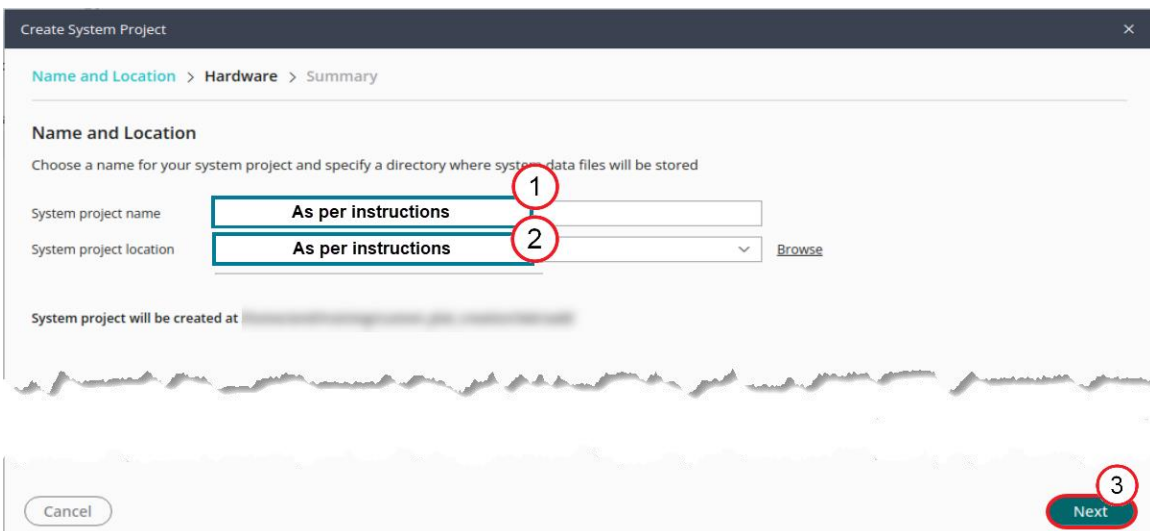 Create System Project ×
Name and Location > Hardware > Summary
Name and Location
Choose a name for your system project and specify a directory where system data files will be stored
1
System project name As per instructions
2
System project location As per instructions Browse
System project will be created at
3
Cancel Next